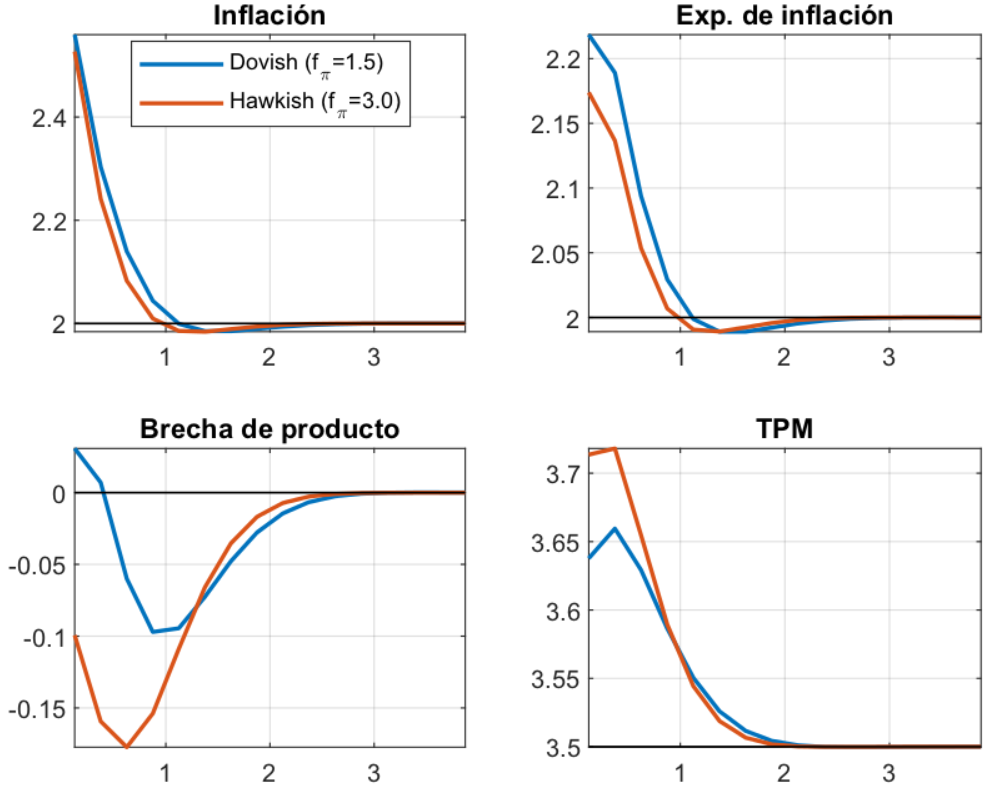 Inflación
Dovish (fπ=1.5)
Hawkish (fπ=3.0)
2.4
2.2
2
1 2 3
Exp. de inflación
2.2
2.15
2.1
2.05
2
1 2 3
Brecha de producto
0
-0.05
-0.1
-0.15
1 2 3
TPM
3.7
3.65
3.6
3.55
3.5
1 2 3